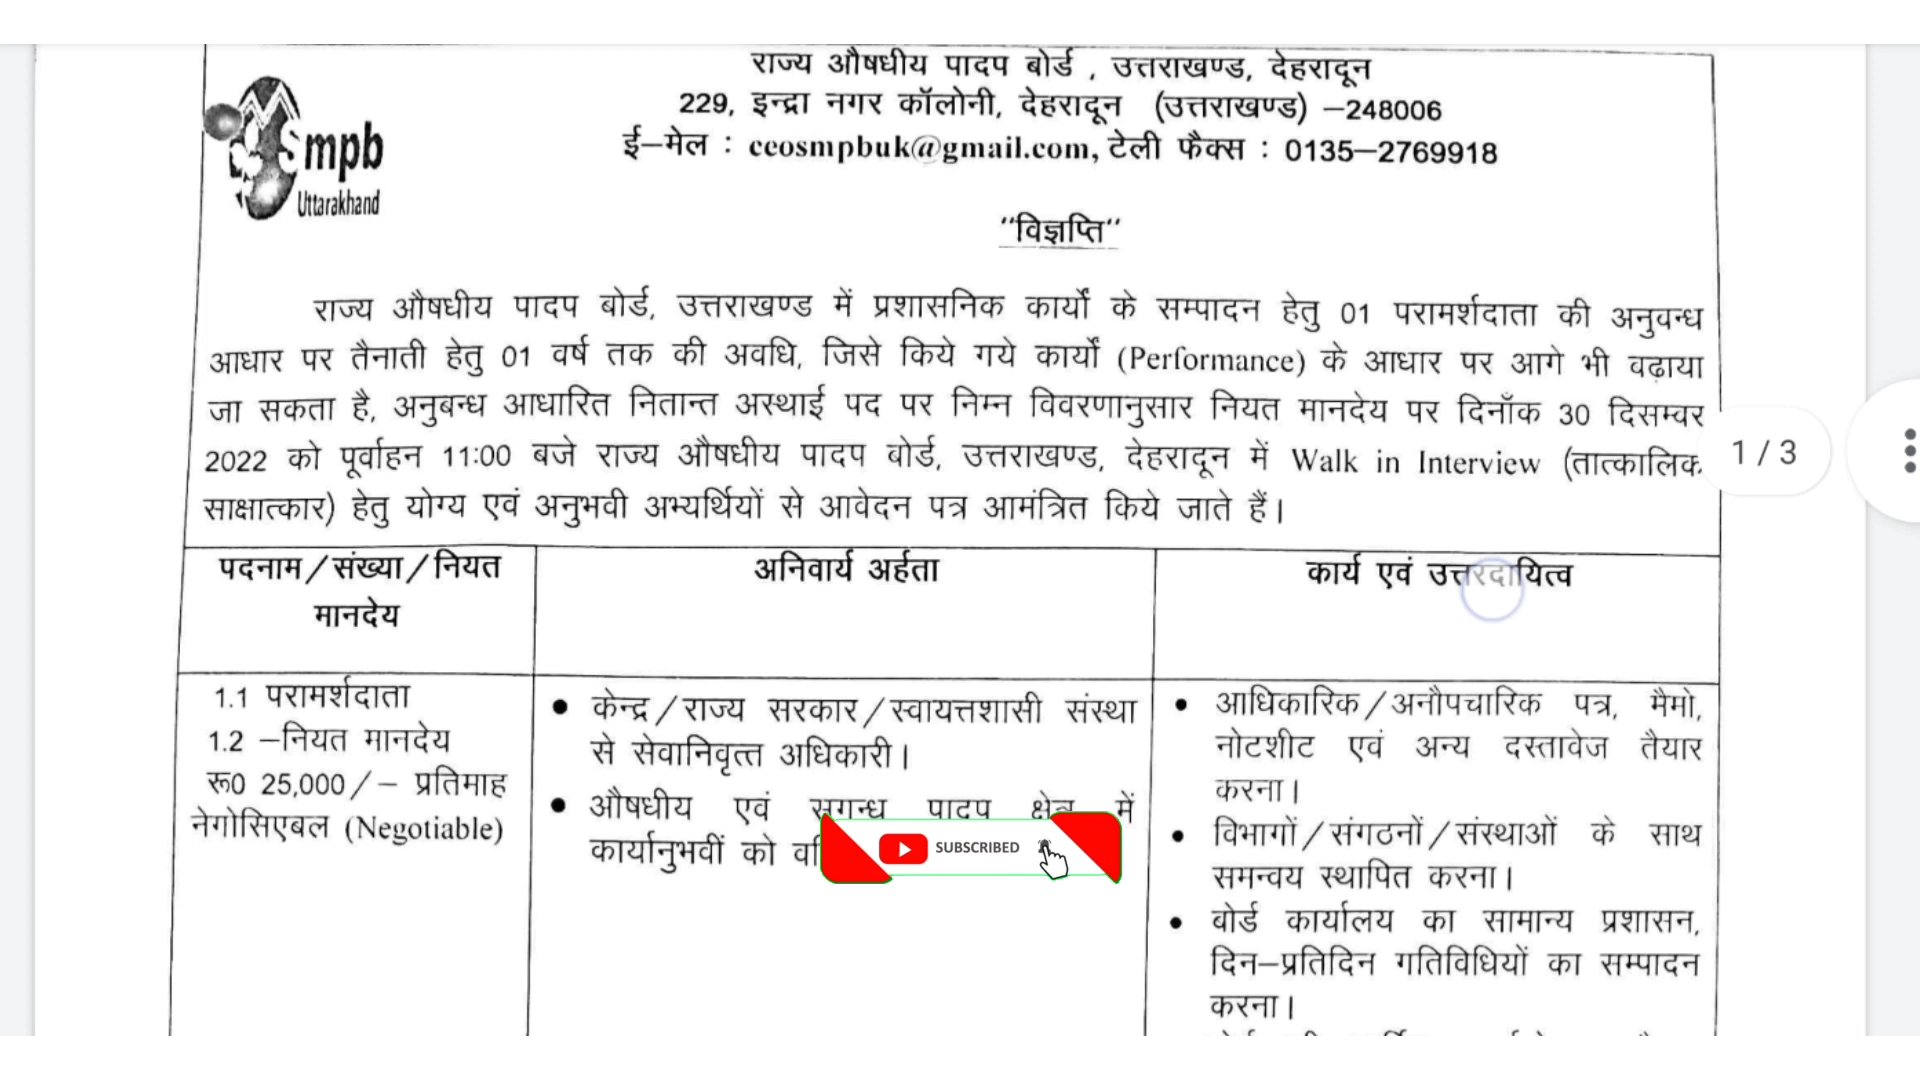 राज्य औषधीय पादप बोर्ड , उत्तराखण्ड, देहरादून
229, इन्द्रा नगर कॉलोनी, देहरादून (उत्तराखण्ड) –248006
ई–मेल : ceosmpbuk@gmail.com, टेली फैक्स : 0135–2769918
smpb
Uttarakhand
“विज्ञप्ति“
राज्य औषधीय पादप बोर्ड, उत्तराखण्ड में प्रशासनिक कार्यों के सम्पादन हेतु 01 परामर्शदाता की अनुबन्ध
आधार पर तैनाती हेतु 01 वर्ष तक की अवधि, जिसे किये गये कार्यों (Performance) के आधार पर आगे भी बढ़ाया
जा सकता है, अनुबन्ध आधारित नितान्त अस्थाई पद पर निम्न विवरणानुसार नियत मानदेय पर दिनाँक 30 दिसम्बर
2022 को पूर्वाहन 11:00 बजे राज्य औषधीय पादप बोर्ड, उत्तराखण्ड, देहरादून में Walk in Interview (तात्कालिक
साक्षात्कार) हेतु योग्य एवं अनुभवी अभ्यर्थियों से आवेदन पत्र आमंत्रित किये जाते हैं।
1 / 3
पदनाम/संख्या/नियत
मानदेय
अनिवार्य अर्हता
कार्य एवं उत्तरदायित्व
1.1 परामर्शदाता
1.2 –नियत मानदेय
रू0 25,000/– प्रतिमाह
नेगोसिएबल (Negotiable)
• केन्द्र/राज्य सरकार/स्वायत्तशासी संस्था
से सेवानिवृत्त अधिकारी।
• औषधीय एवं सगन्ध पादप क्षेत्र में
कार्यानुभवीं को
SUBSCRIBED
• आधिकारिक/अनौपचारिक पत्र, मैमो,
नोटशीट एवं अन्य दस्तावेज तैयार
करना।
• विभागों/संगठनों/संस्थाओं के साथ
समन्वय स्थापित करना।
• बोर्ड कार्यालय का सामान्य प्रशासन,
दिन–प्रतिदिन गतिविधियों का सम्पादन
करना।